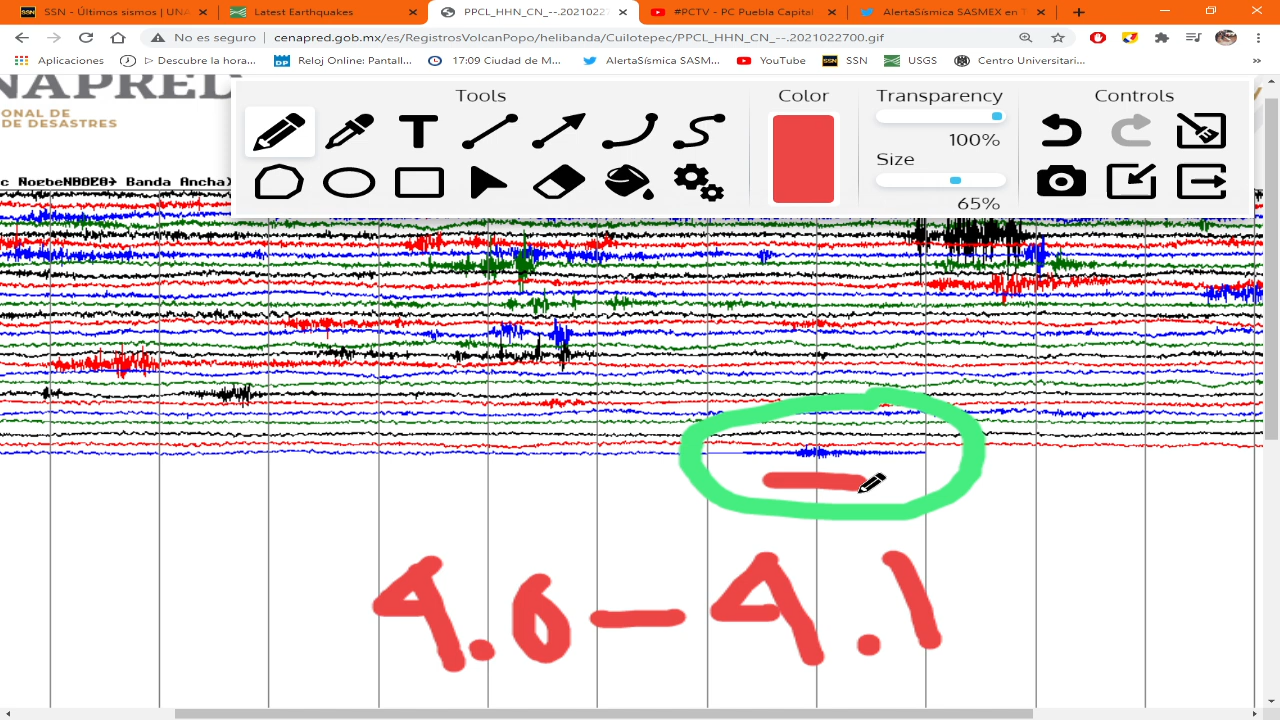 SSN - Últimos sismos | UNA
Latest Earthquakes
PPCL_HHN_CN_--.2021022
#PCTV - PC Puebla Capital
AlertaSísmica SASMEX en T
No es seguro | cenapred.gob.mx/es/RegistrosVolcanPopo/helibanda/Cuilotepec/PPCL_HHN_CN_--.2021022700.gif
Aplicaciones ▷ Descubre la hora... Reloj Online: Pantall... 17:09 Ciudad de M... AlertaSísmica SASM... YouTube SSN USGS Centro Universitari...
NAPRED
ONAL DE
DE DESASTRES
Tools
Color
Transparency
100%
Size
65%
Controls
Banda Ancha)
4.0-4.1